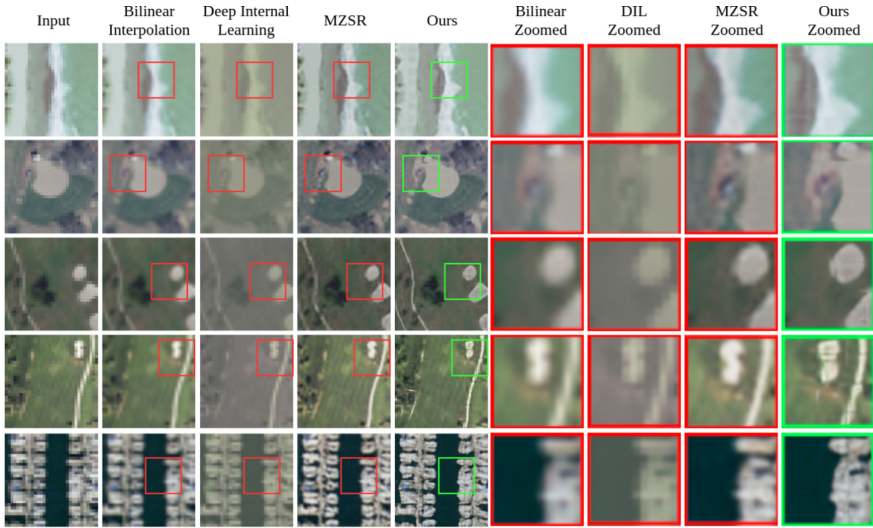 Input
Bilinear
Interpolation
Deep Internal
Learning
MZSR
Ours
Bilinear
Zoomed
DIL
Zoomed
MZSR
Zoomed
Ours
Zoomed